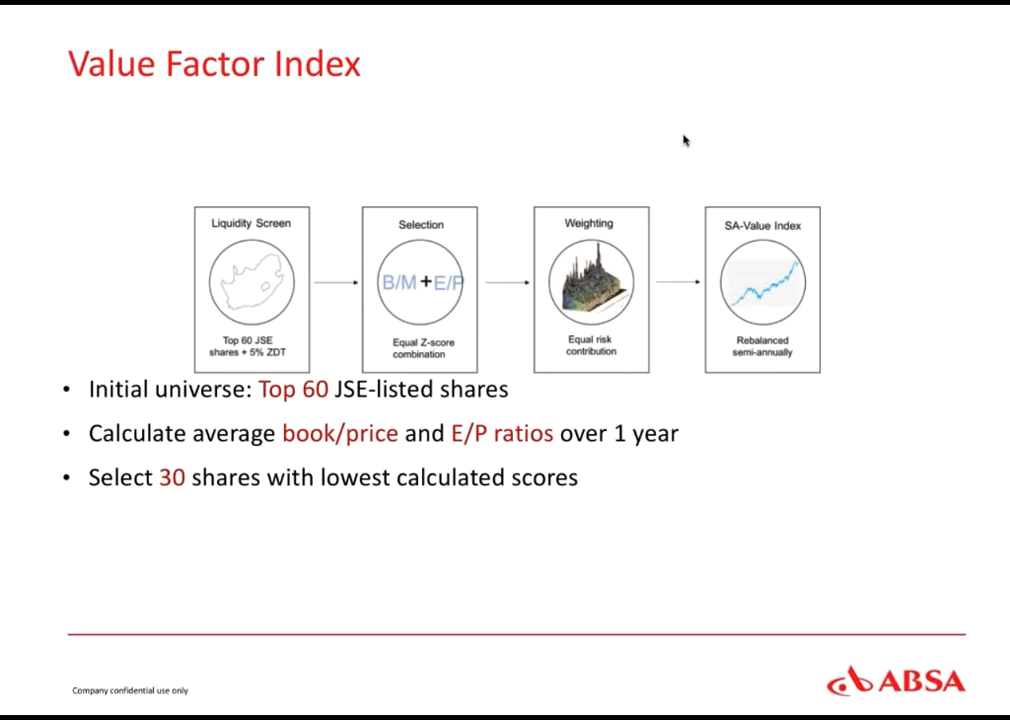 Value Factor Index
Liquidity Screen
Top 60 JSE
shares + 5% ZDT
Selection
B/M + E/P
Equal Z-score
combination
Weighting
Equal risk
contribution
SA-Value Index
Rebalanced
semi-annually
• Initial universe: Top 60 JSE-listed shares
• Calculate average book/price and E/P ratios over 1 year
• Select 30 shares with lowest calculated scores
Company confidential use only
ABSA